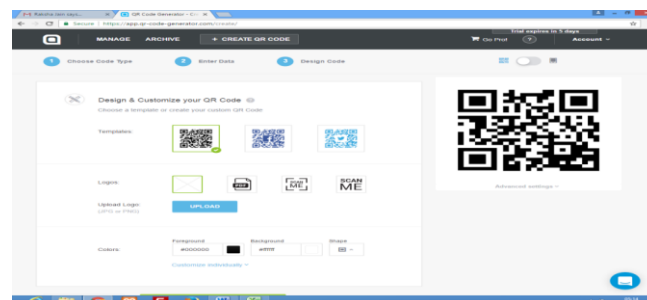 QR Code Generator
Secure https://app.qr-code-generator.com/create/
Trial expires in 5 days
MANAGE ARCHIVE + CREATE QR CODE Go Pro! ? Account
1 Choose Code Type 2 Enter Data 3 Design Code
Design & Customize your QR Code
Choose a template or create your custom QR Code
Templates:
Logos: PDF SCAN ME SCAN ME
Upload Logo
(JPG or PNG)
UPLOAD
Advanced settings
Foreground Background Shape
Colors: #000000 #ffffff
Customize individually